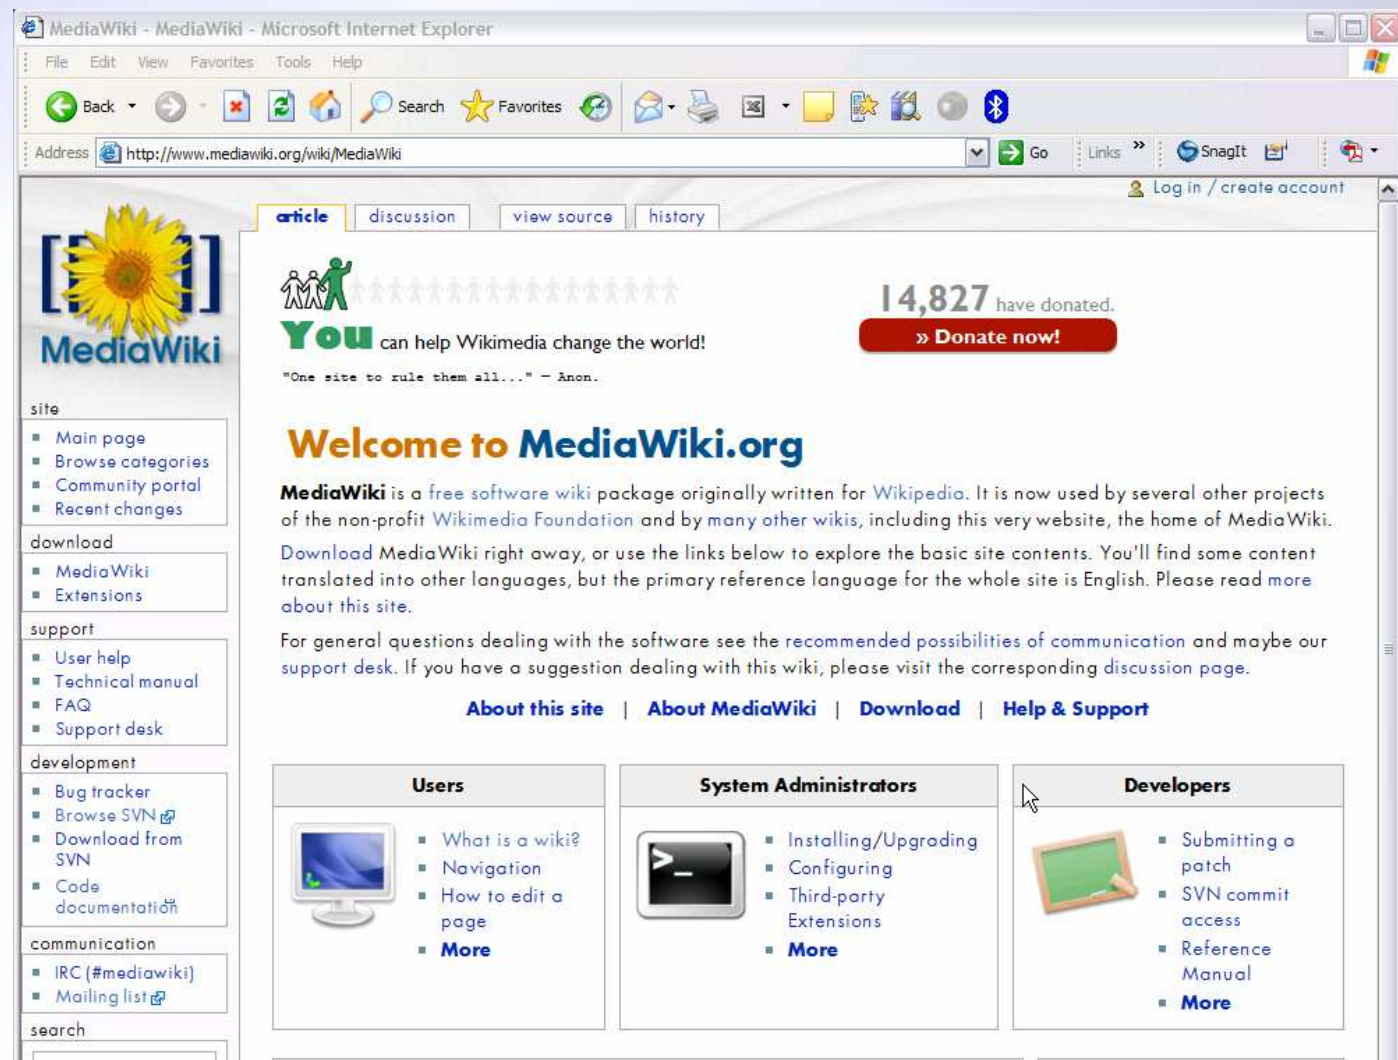 MediaWiki - MediaWiki - Microsoft Internet Explorer
File Edit View Favorites Tools Help
Back Search Favorites
Address http://www.mediawiki.org/wiki/MediaWiki Go Links » SnagIt
Log in / create account
article discussion view source history
MediaWiki
14,827 have donated.
You can help Wikimedia change the world!
» Donate now!
"One site to rule them all..." — Anon.
site
Main page
Browse categories
Community portal
Recent changes
download
MediaWiki
Extensions
support
User help
Technical manual
FAQ
Support desk
development
Bug tracker
Browse SVN
Download from
SVN
Code
documentation
communication
IRC (#mediawiki)
Mailing list
search
Welcome to MediaWiki.org
MediaWiki is a free software wiki package originally written for Wikipedia. It is now used by several other projects
of the non-profit Wikimedia Foundation and by many other wikis, including this very website, the home of MediaWiki.
Download MediaWiki right away, or use the links below to explore the basic site contents. You'll find some content
translated into other languages, but the primary reference language for the whole site is English. Please read more
about this site.
For general questions dealing with the software see the recommended possibilities of communication and maybe our
support desk. If you have a suggestion dealing with this wiki, please visit the corresponding discussion page.
About this site | About MediaWiki | Download | Help & Support
Users
What is a wiki?
Navigation
How to edit a
page
More
System Administrators
Installing/Upgrading
Configuring
Third-party
Extensions
More
Developers
Submitting a
patch
SVN commit
access
Reference
Manual
More